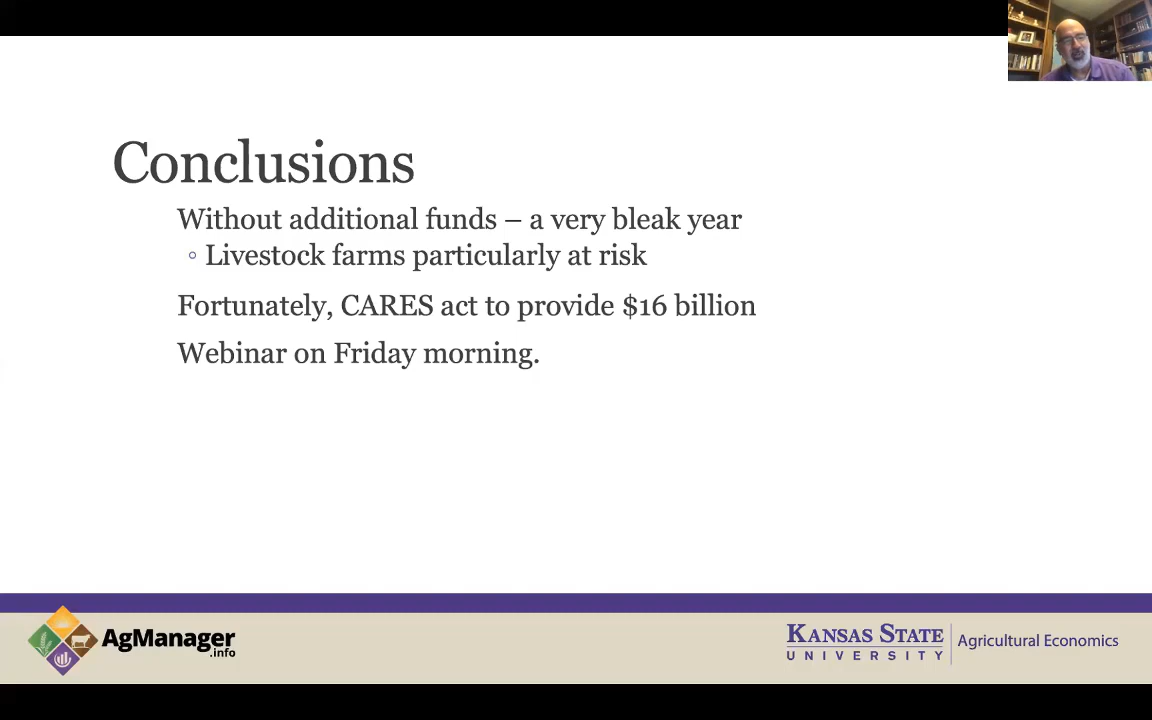 Conclusions
Without additional funds – a very bleak year
◦ Livestock farms particularly at risk
Fortunately, CARES act to provide $16 billion
Webinar on Friday morning.
AgManager
.info
KANSAS STATE
UNIVERSITY
Agricultural Economics